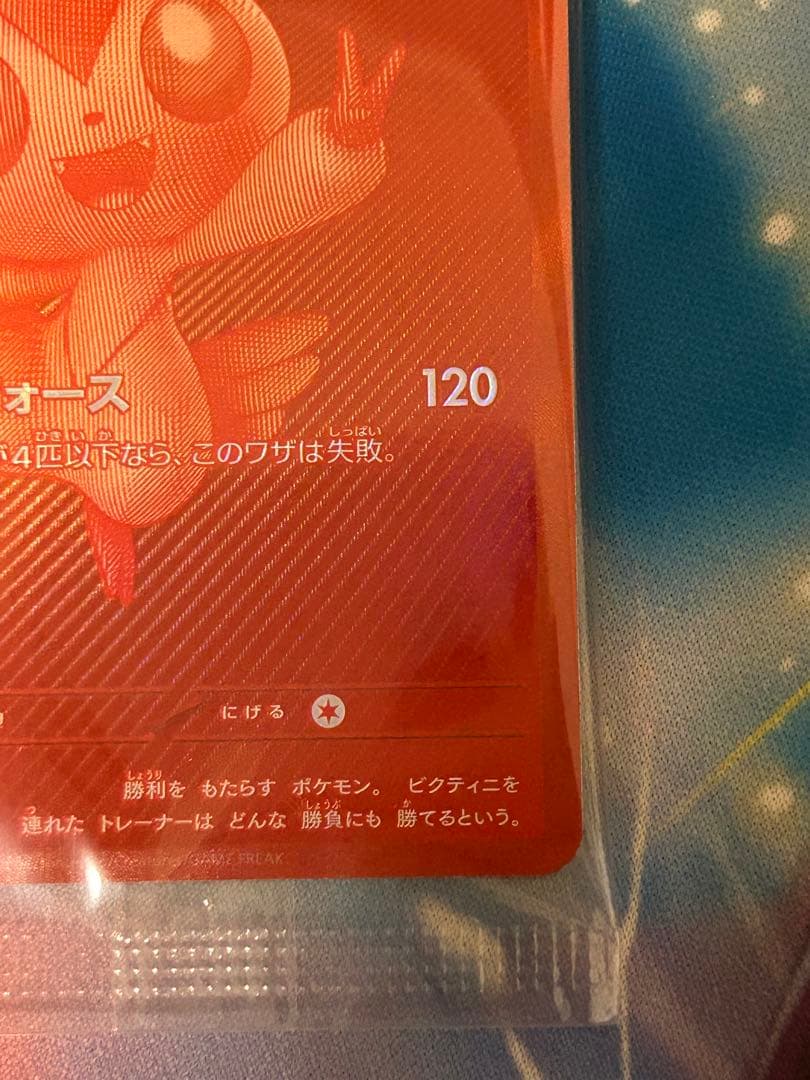 ォース 120
4匹以下なら、このワザは失敗。
にげる
勝利を もたらす ポケモン。 ビクティニを
連れた トレーナーは どんな 勝負にも 勝てるという。
GAME FREAK